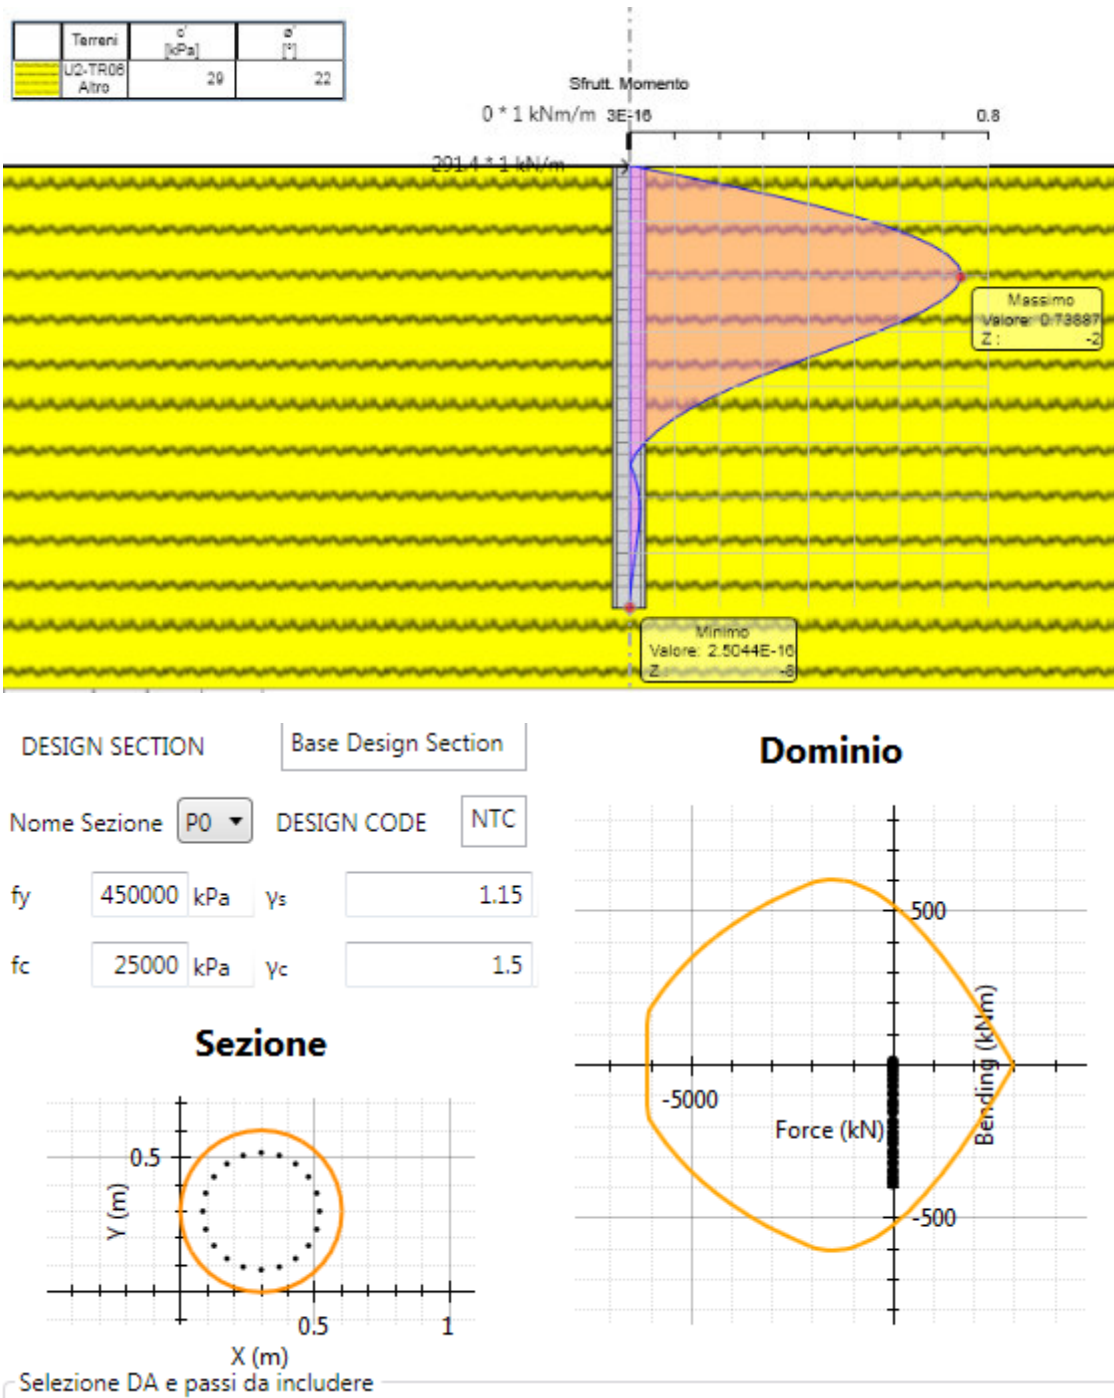 Terreni c' ø'
[kPa] [°]
U2-TR06 29 22
Altro
Sfrutt. Momento
0 * 1 kNm/m 3E-16 0.8
291.4 * 1 kN/m
Massimo
Valore: 0.73887
Z : -2
Minimo
Valore: 2.5044E-16
Z : -8
DESIGN SECTION Base Design Section
Nome Sezione P0 DESIGN CODE NTC
fy 450000 kPa γs 1.15
fc 25000 kPa γc 1.5
Sezione
0.5
Y (m)
0.5 1
X (m)
Dominio
500
-5000
Force (kN)
Bending (kNm)
-500
Selezione DA e passi da includere